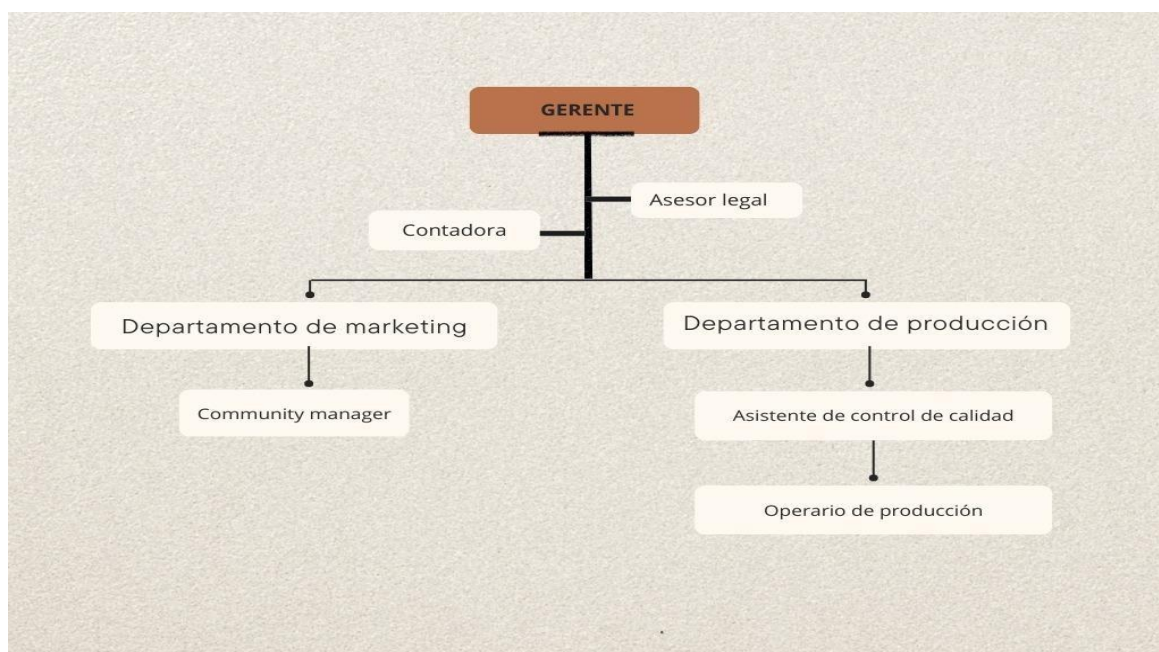 GERENTE
Asesor legal
Contadora
Departamento de marketing
Departamento de producción
Community manager
Asistente de control de calidad
Operario de producción